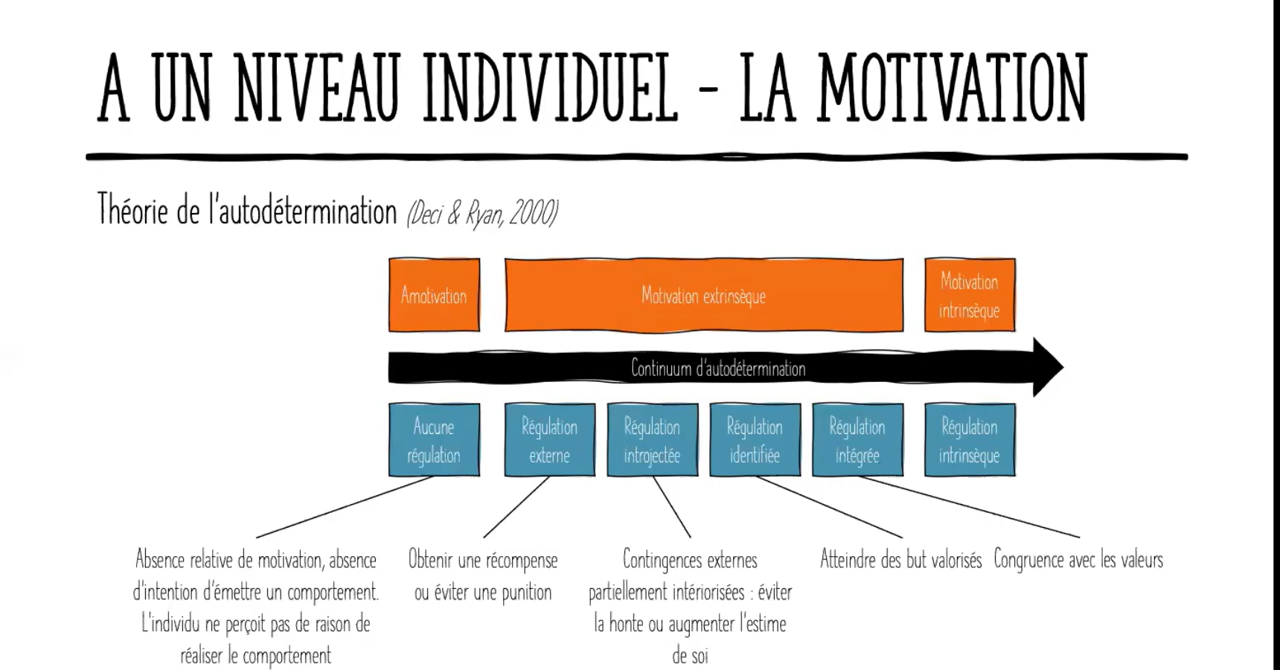 A UN NIVEAU INDIVIDUEL - LA MOTIVATION
Théorie de l'autodétermination (Deci & Ryan, 2000)
Amotivation
Motivation extrinsèque
Motivation
intrinsèque
Continuum d'autodétermination
Aucune
régulation
Régulation
externe
Régulation
introjectée
Régulation
identifiée
Régulation
intégrée
Régulation
intrinsèque
Absence relative de motivation, absence
d'intention d'émettre un comportement.
L'individu ne perçoit pas de raison de
réaliser le comportement
Obtenir une récompense
ou éviter une punition
Contingences externes
partiellement intériorisées : éviter
la honte ou augmenter l'estime
de soi
Atteindre des but valorisés
Congruence avec les valeurs